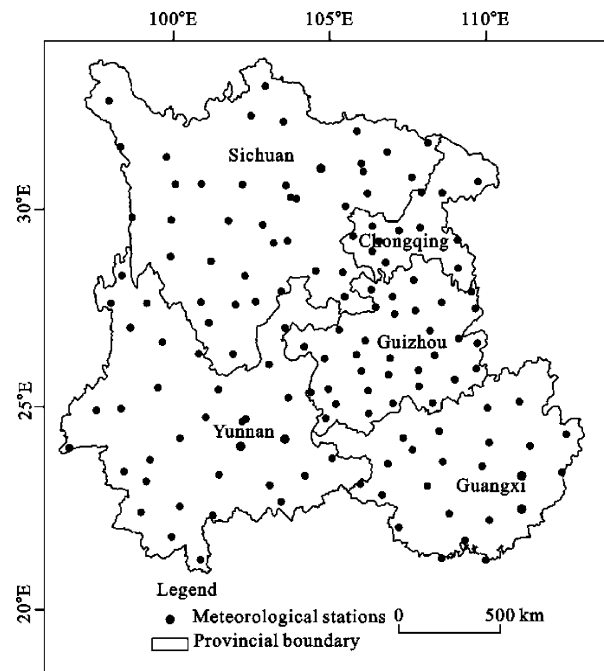 100°E 105°E 110°E
30°E
Sichuan
Chongqing
Guizhou
25°E
Yunnan
Guangxi
Legend
Meteorological stations
0 500 km
Provincial boundary
20°E